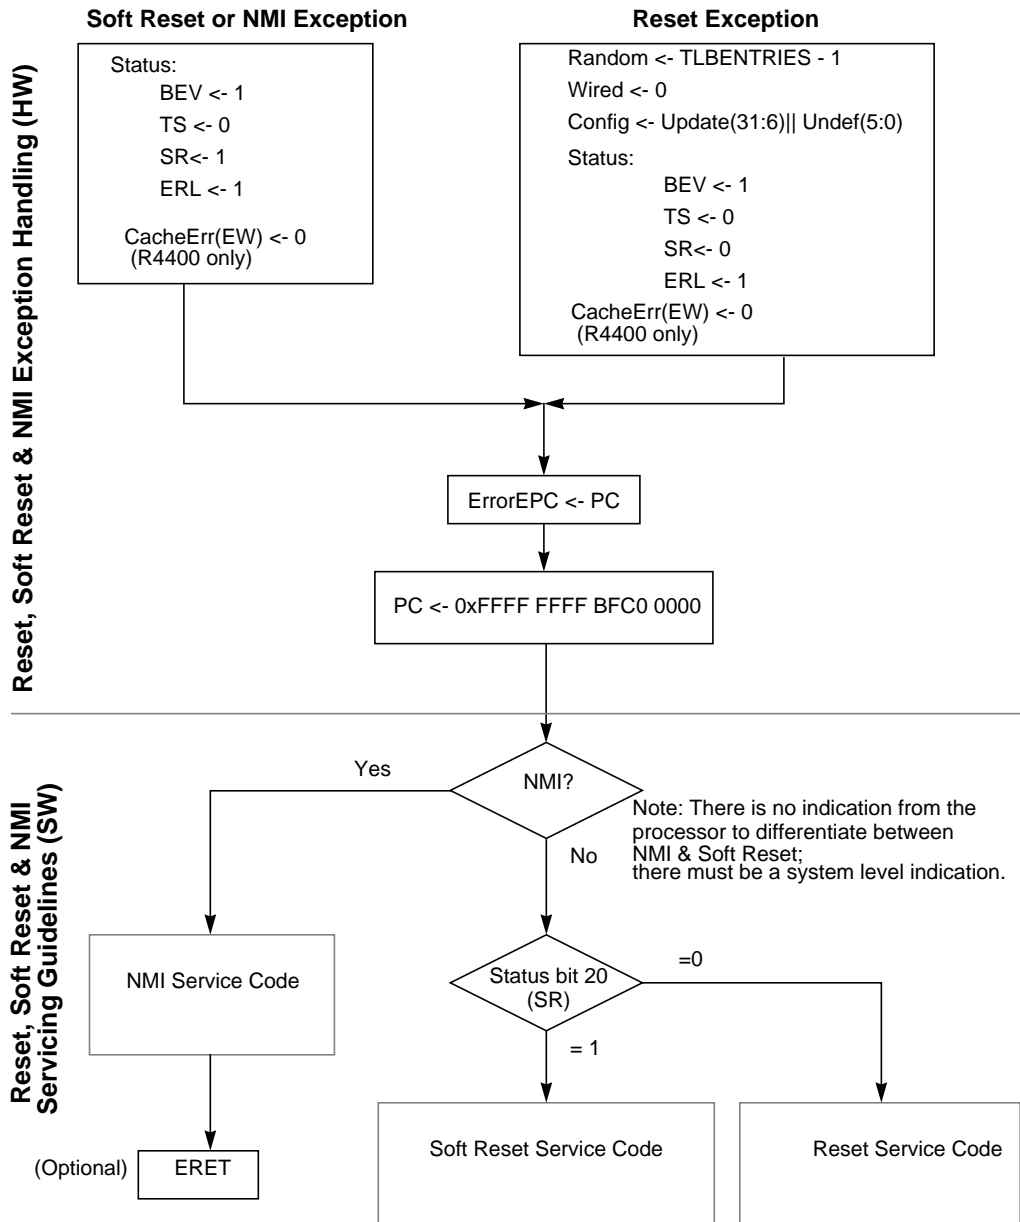 Soft Reset or NMI Exception
Status:
BEV <- 1
TS <- 0
SR<- 1
ERL <- 1
CacheErr(EW) <- 0
(R4400 only)
Reset Exception
Random <- TLBENTRIES - 1
Wired <- 0
Config <- Update(31:6)|| Undef(5:0)
Status:
BEV <- 1
TS <- 0
SR<- 0
ERL <- 1
CacheErr(EW) <- 0
(R4400 only)
Reset, Soft Reset & NMI Exception Handling (HW)
ErrorEPC <- PC
PC <- 0xFFFF FFFF BFC0 0000
Reset, Soft Reset & NMI
Servicing Guidelines (SW)
NMI?
Yes
No
Note: There is no indication from the
processor to differentiate between
NMI & Soft Reset;
there must be a system level indication.
NMI Service Code
Status bit 20
(SR)
=0
= 1
(Optional)
ERET
Soft Reset Service Code
Reset Service Code